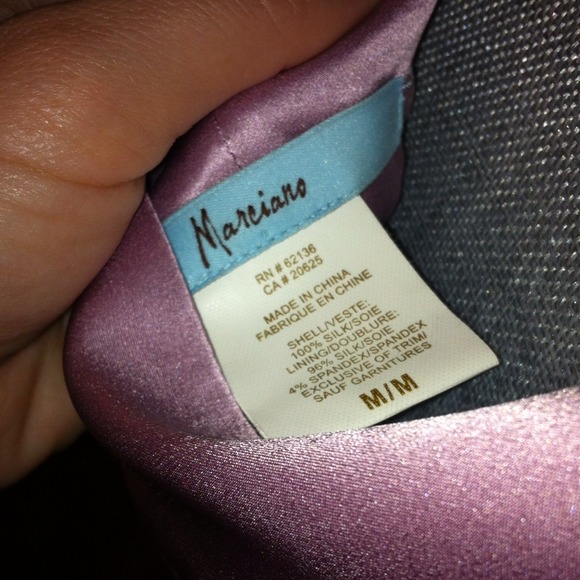 Marciano
RN # 62136
CA # 20625
MADE IN CHINA
FABRIQUE EN CHINE
SHELL/VESTE:
100% SILK/SOIE
LINING/DOUBLURE:
96% SILK/SOIE
4% SPANDEX/SPANDEX
EXCLUSIVE OF TRIM/
SAUF GARNITURES
M/M